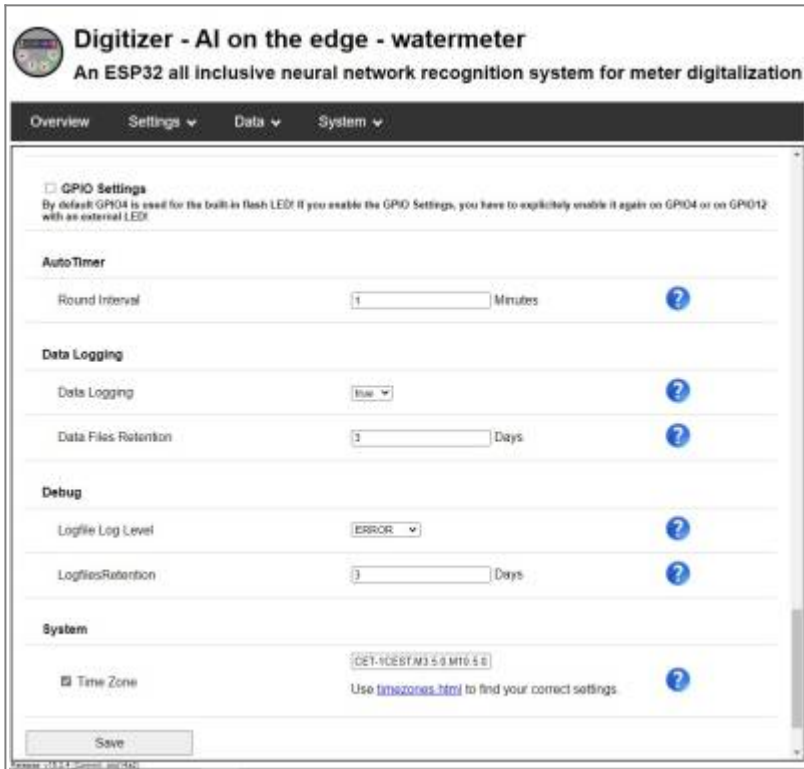 Digitizer - AI on the edge - watermeter
An ESP32 all inclusive neural network recognition system for meter digitalization
Overview Settings Data System
GPIO Settings
By default GPIO4 is used for the built-in flash LED! If you enable the GPIO Settings, you have to explicitely enable it again on GPIO4 or on GPIO12
with an external LED!
AutoTimer
Round Interval 1 Minutes
Data Logging
Data Logging true
Data Files Retention 3 Days
Debug
Logfile Log Level ERROR
LogfilesRetention 3 Days
System
CET-1CEST,M3.5.0,M10.5.0
Time Zone
Use timezones.html to find your correct settings.
Save